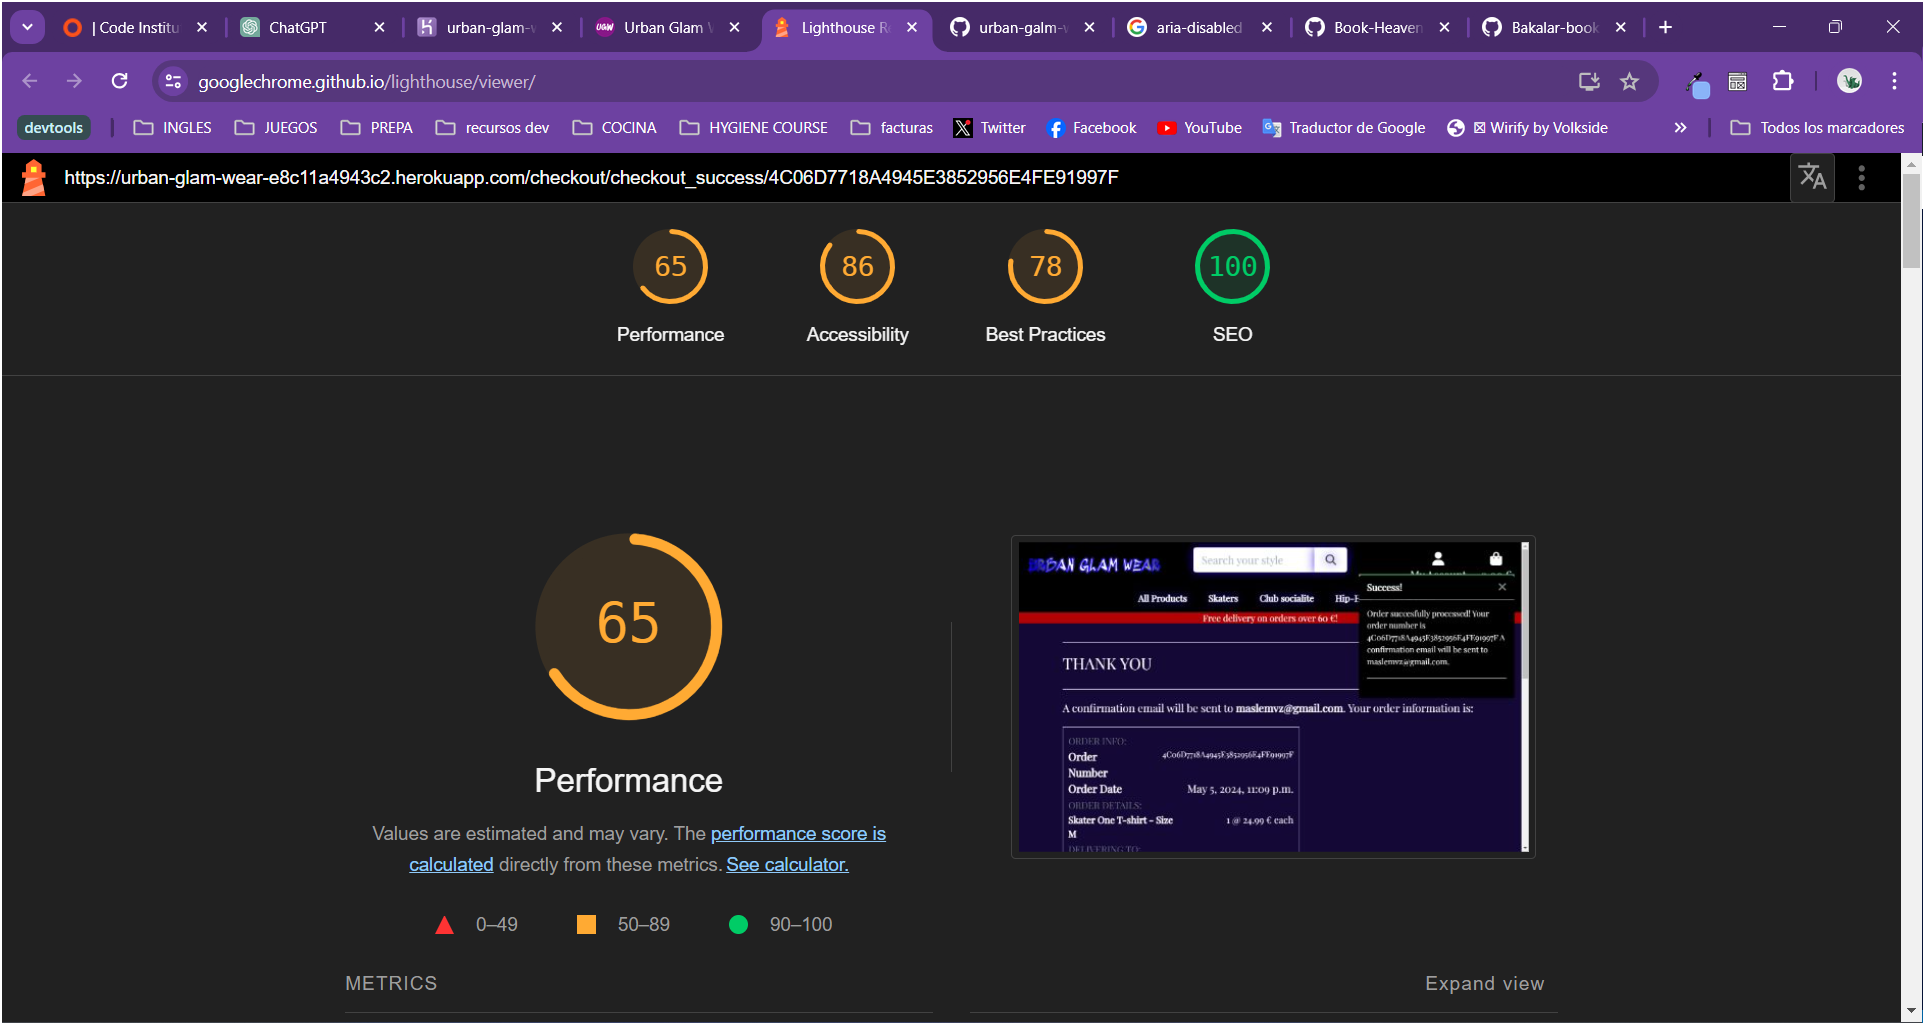 | Code Institu
ChatGPT
urban-glam-w
Urban Glam W
Lighthouse Re
urban-galm-w
aria-disabled
Book-Heaven
Bakalar-book
googlechrome.github.io/lighthouse/viewer/
devtools
INGLES
JUEGOS
PREPA
recursos dev
COCINA
HYGIENE COURSE
facturas
Twitter
Facebook
YouTube
Traductor de Google
Wirify by Volkside
Todos los marcadores
https://urban-glam-wear-e8c11a4943c2.herokuapp.com/checkout/checkout_success/4C06D7718A4945E3852956E4FE91997F
65
86
78
100
Performance
Accessibility
Best Practices
SEO
65
Performance
Values are estimated and may vary. The performance score is
calculated directly from these metrics. See calculator.
0–49
50–89
90–100
METRICS
Expand view
URBAN GLAM WEAR
Search your style
All Products
Skaters
Club socialite
Hip-H
Free delivery on orders over 60 €!
Success!
Order succesfully processed! Your
order number is
4C06D7718A4945E3852956E4FE91997F. A
confirmation email will be sent to
maslemvz@gmail.com.
THANK YOU
A confirmation email will be sent to maslemvz@gmail.com. Your order information is:
ORDER INFO:
Order
Number
4C06D7718A4945E3852956E4FE91997F
Order Date
May 5, 2024, 11:09 p.m.
ORDER DETAILS:
Skater One T-shirt - Size
M
1 @ 24.99 € each
DELIVERING TO: